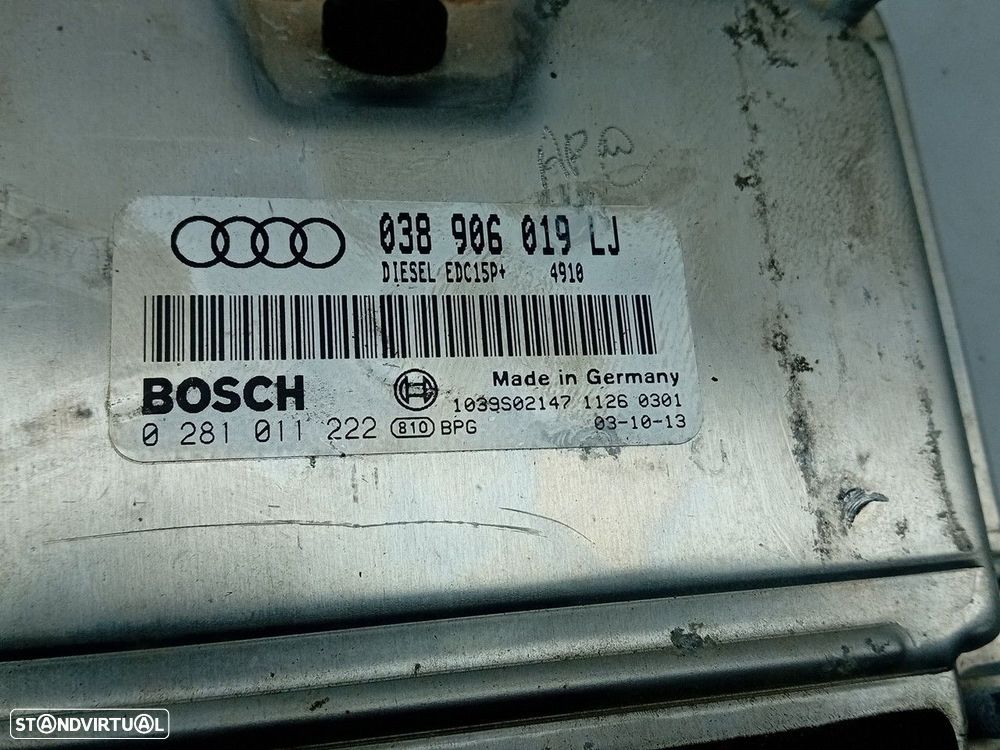 038 906 019 LJ
DIESEL EDC15P+ 4910
BOSCH
Made in Germany
1039S02147 1126 0301
0 281 011 222 810 BPG 03-10-13
STANDVIRTUAL